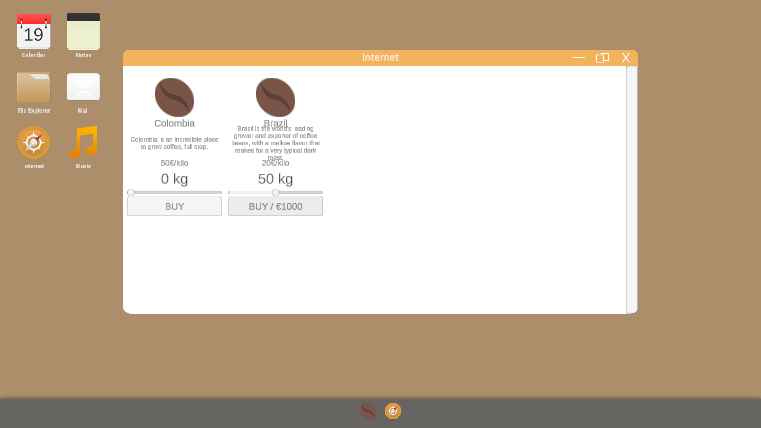 19
Calender
Notes
File Explorer
Mail
Internet
Music
Internet
Colombia
Colombia is an incredible place
to grow coffee, full stop.
50€/kilo
0 kg
BUY
Brazil
Brazil is the world's leading
grower and exporter of coffee
beans, with a mellow flavor that
makes for a very typical dark
roast.
20€/kilo
50 kg
BUY / €1000